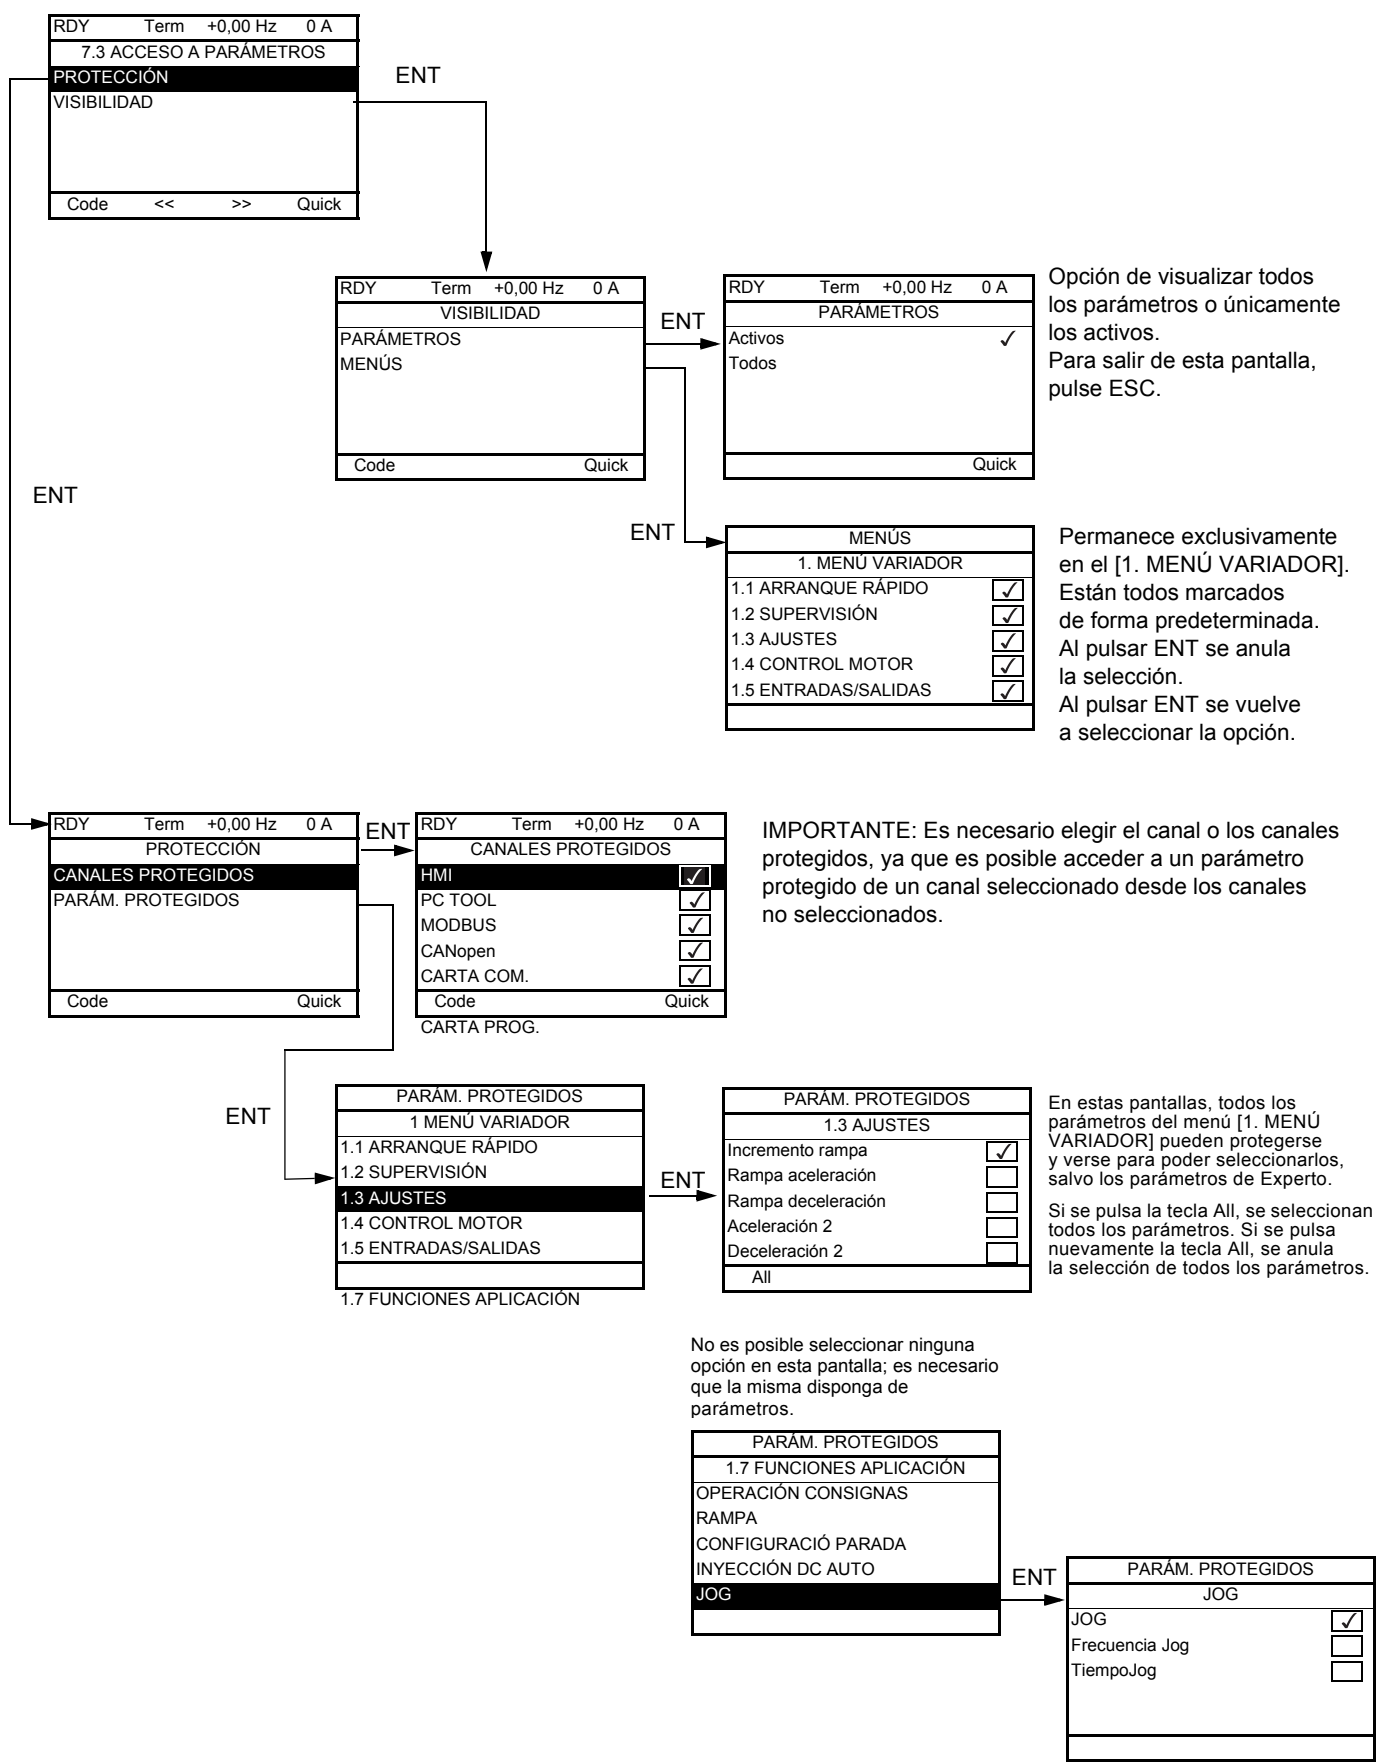 RDY Term +0,00 Hz 0 A
7.3 ACCESO A PARÁMETROS
PROTECCIÓN
VISIBILIDAD
Code << >> Quick
ENT
RDY Term +0,00 Hz 0 A
VISIBILIDAD
PARÁMETROS
MENÚS
Code Quick
ENT
RDY Term +0,00 Hz 0 A
PARÁMETROS
Activos ✓
Todos
Quick
Opción de visualizar todos
los parámetros o únicamente
los activos.
Para salir de esta pantalla,
pulse ESC.
ENT
ENT
MENÚS
1. MENÚ VARIADOR
1.1 ARRANQUE RÁPIDO ✓
1.2 SUPERVISIÓN ✓
1.3 AJUSTES ✓
1.4 CONTROL MOTOR ✓
1.5 ENTRADAS/SALIDAS ✓
Permanece exclusivamente
en el [1. MENÚ VARIADOR].
Están todos marcados
de forma predeterminada.
Al pulsar ENT se anula
la selección.
Al pulsar ENT se vuelve
a seleccionar la opción.
RDY Term +0,00 Hz 0 A
PROTECCIÓN
CANALES PROTEGIDOS
PARÁM. PROTEGIDOS
Code Quick
ENT
RDY Term +0,00 Hz 0 A
CANALES PROTEGIDOS
HMI ✓
PC TOOL ✓
MODBUS ✓
CANopen ✓
CARTA COM. ✓
Code Quick
CARTA PROG.
IMPORTANTE: Es necesario elegir el canal o los canales
protegidos, ya que es posible acceder a un parámetro
protegido de un canal seleccionado desde los canales
no seleccionados.
ENT
PARÁM. PROTEGIDOS
1 MENÚ VARIADOR
1.1 ARRANQUE RÁPIDO
1.2 SUPERVISIÓN
1.3 AJUSTES
1.4 CONTROL MOTOR
1.5 ENTRADAS/SALIDAS
1.7 FUNCIONES APLICACIÓN
ENT
PARÁM. PROTEGIDOS
1.3 AJUSTES
Incremento rampa ✓
Rampa aceleración
Rampa deceleración
Aceleración 2
Deceleración 2
All
En estas pantallas, todos los
parámetros del menú [1. MENÚ
VARIADOR] pueden protegerse
y verse para poder seleccionarlos,
salvo los parámetros de Experto.
Si se pulsa la tecla All, se seleccionan
todos los parámetros. Si se pulsa
nuevamente la tecla All, se anula
la selección de todos los parámetros.
No es posible seleccionar ninguna
opción en esta pantalla; es necesario
que la misma disponga de
parámetros.
PARÁM. PROTEGIDOS
1.7 FUNCIONES APLICACIÓN
OPERACIÓN CONSIGNAS
RAMPA
CONFIGURACIÓ PARADA
INYECCIÓN DC AUTO
JOG
ENT
PARÁM. PROTEGIDOS
JOG
JOG ✓
Frecuencia Jog
TiempoJog